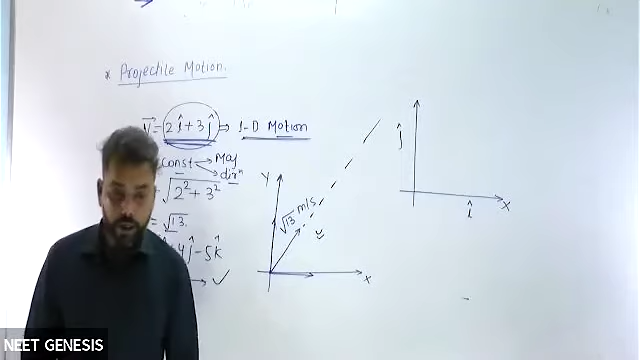 * Projectile Motion.
V⃗ = 2î + 3ĵ ⇒ 1-D Motion
const → Mag
→ dirⁿ
√2² + 3²
= √13.
4ĵ - 5k̂
→ ✓
Y
√13 m/s
X
ĵ
î
X
NEET GENESIS